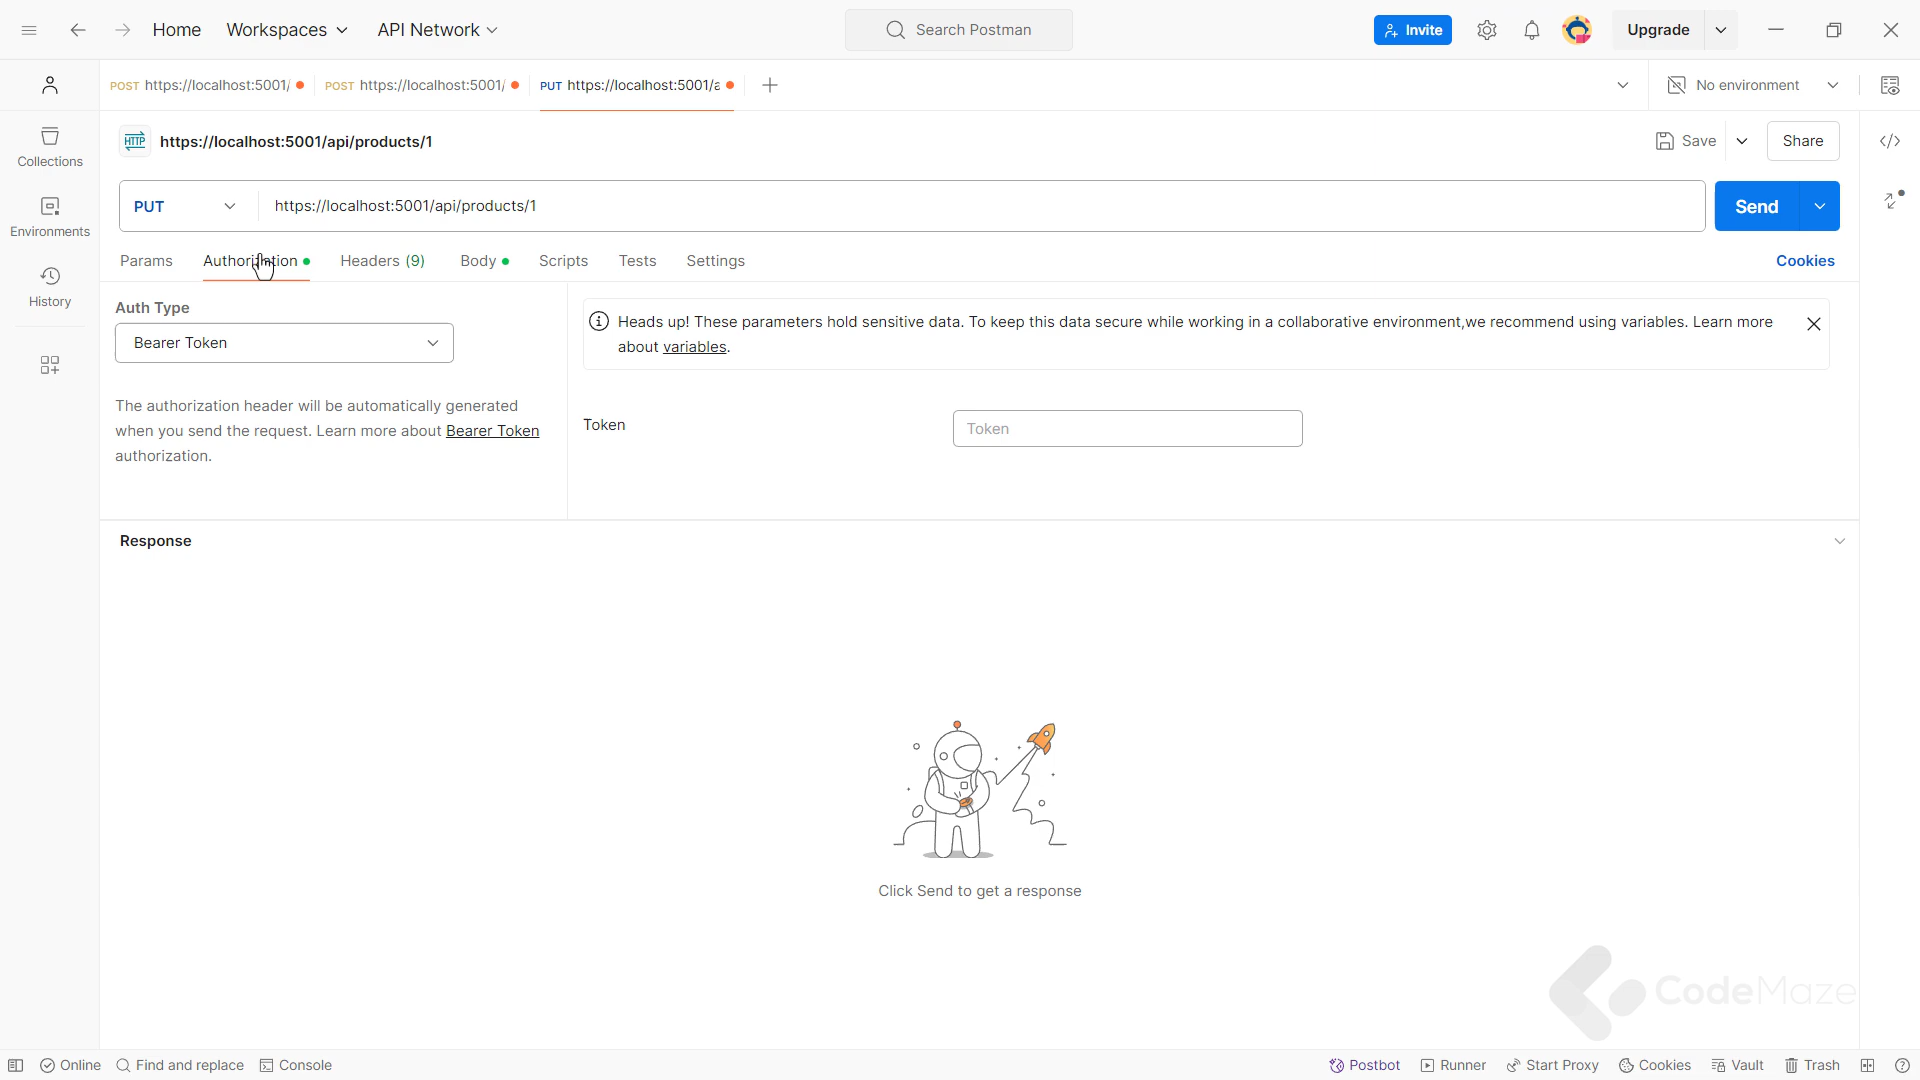 Home Workspaces API Network Search Postman Invite Upgrade
POST https://localhost:5001/ POST https://localhost:5001/ PUT https://localhost:5001/a No environment
HTTP https://localhost:5001/api/products/1 Save Share
Collections
PUT https://localhost:5001/api/products/1 Send
Environments
Params Authorization Headers (9) Body Scripts Tests Settings Cookies
History
Auth Type
Bearer Token
Heads up! These parameters hold sensitive data. To keep this data secure while working in a collaborative environment,we recommend using variables. Learn more
about variables.
The authorization header will be automatically generated
when you send the request. Learn more about Bearer Token
authorization.
Token Token
Response
Click Send to get a response
CodeMaze
Online Find and replace Console Postbot Runner Start Proxy Cookies Vault Trash